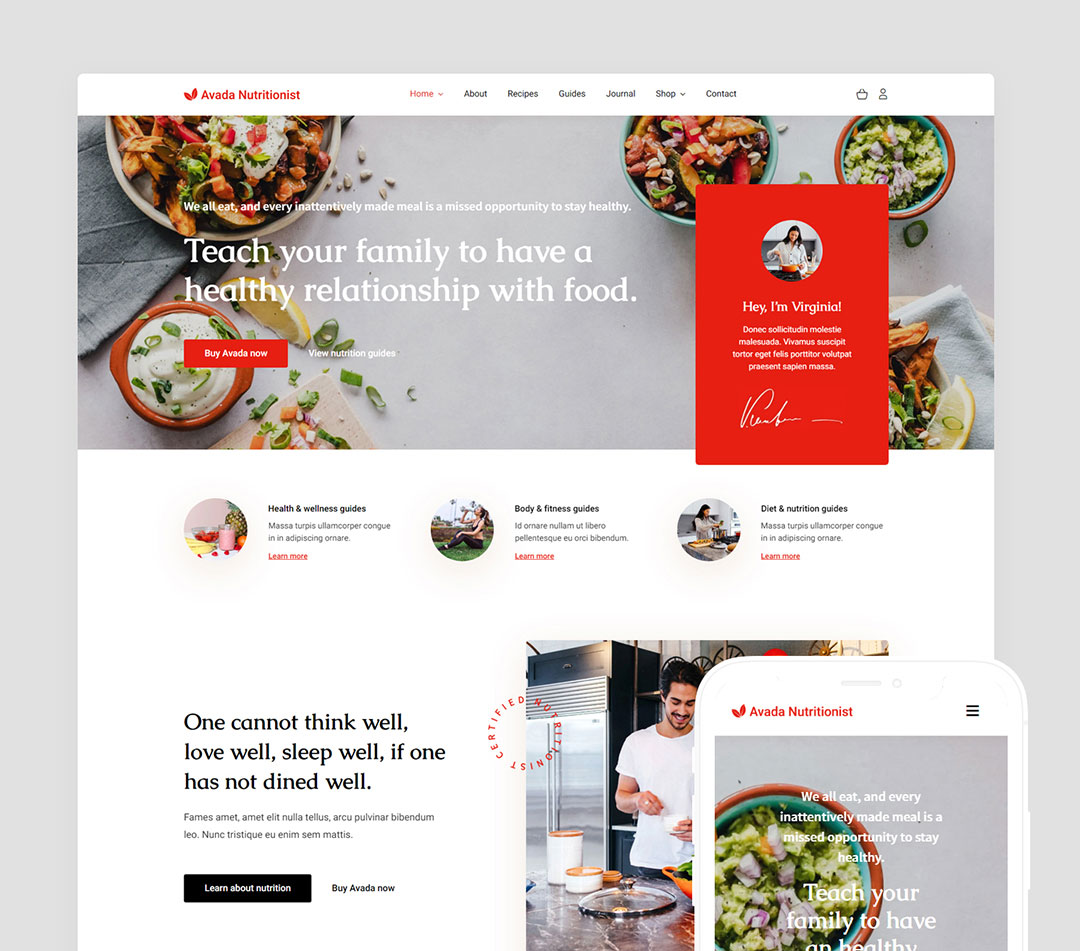 Avada Nutritionist
Home
About
Recipes
Guides
Journal
Shop
Contact
We all eat, and every inattentively made meal is a missed opportunity to stay healthy.
Teach your family to have a
healthy relationship with food.
Buy Avada now
View nutrition guides
Hey, I'm Virginia!
Donec sollicitudin molestie
malesuada. Vivamus suscipit
tortor eget felis porttitor volutpat
praesent sapien massa.
Health & wellness guides
Massa turpis ullamcorper congue
in in adipiscing ornare.
Learn more
Body & fitness guides
Id ornare nullam ut libero
pellentesque eu orci bibendum.
Learn more
Diet & nutrition guides
Massa turpis ullamcorper congue
in in adipiscing ornare.
Learn more
One cannot think well,
love well, sleep well, if one
has not dined well.
Fames amet, amet elit nulla tellus, arcu pulvinar bibendum
leo. Nunc tristique eu enim sem mattis.
Learn about nutrition
Buy Avada now
CERTIFIED NUTRITIONIST
Avada Nutritionist
We all eat, and every
inattentively made meal is a
missed opportunity to stay
healthy.
Teach your
family to have
an healthy